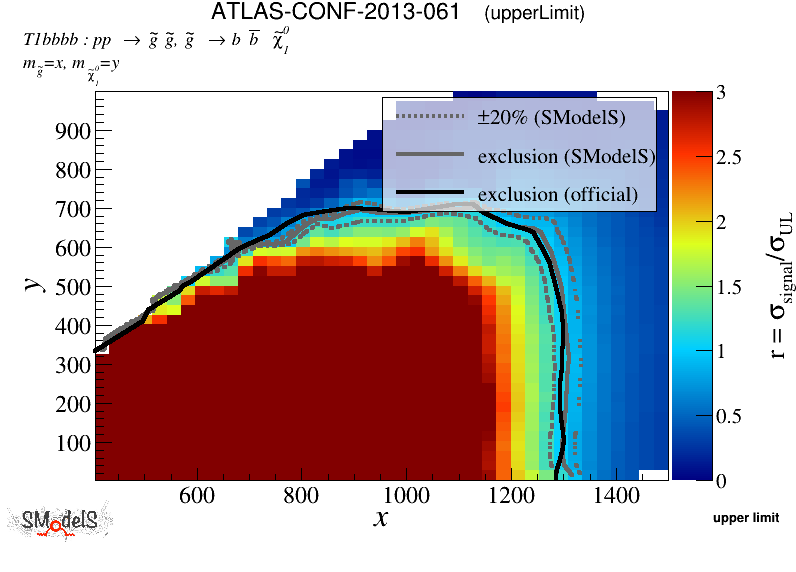 ATLAS-CONF-2013-061 (upperLimit)
T1bbbb : pp → g̃ g̃, g̃ → b b̅ χ̃₁⁰
m_g̃=x, m_χ̃₁⁰=y
±20% (SModelS)
exclusion (SModelS)
exclusion (official)
900
800
700
600
500
400
300
200
100
y
600
800
1000
1200
1400
x
3
2.5
2
1.5
1
0.5
0
r = σ_signal/σ_UL
SModelS
upper limit